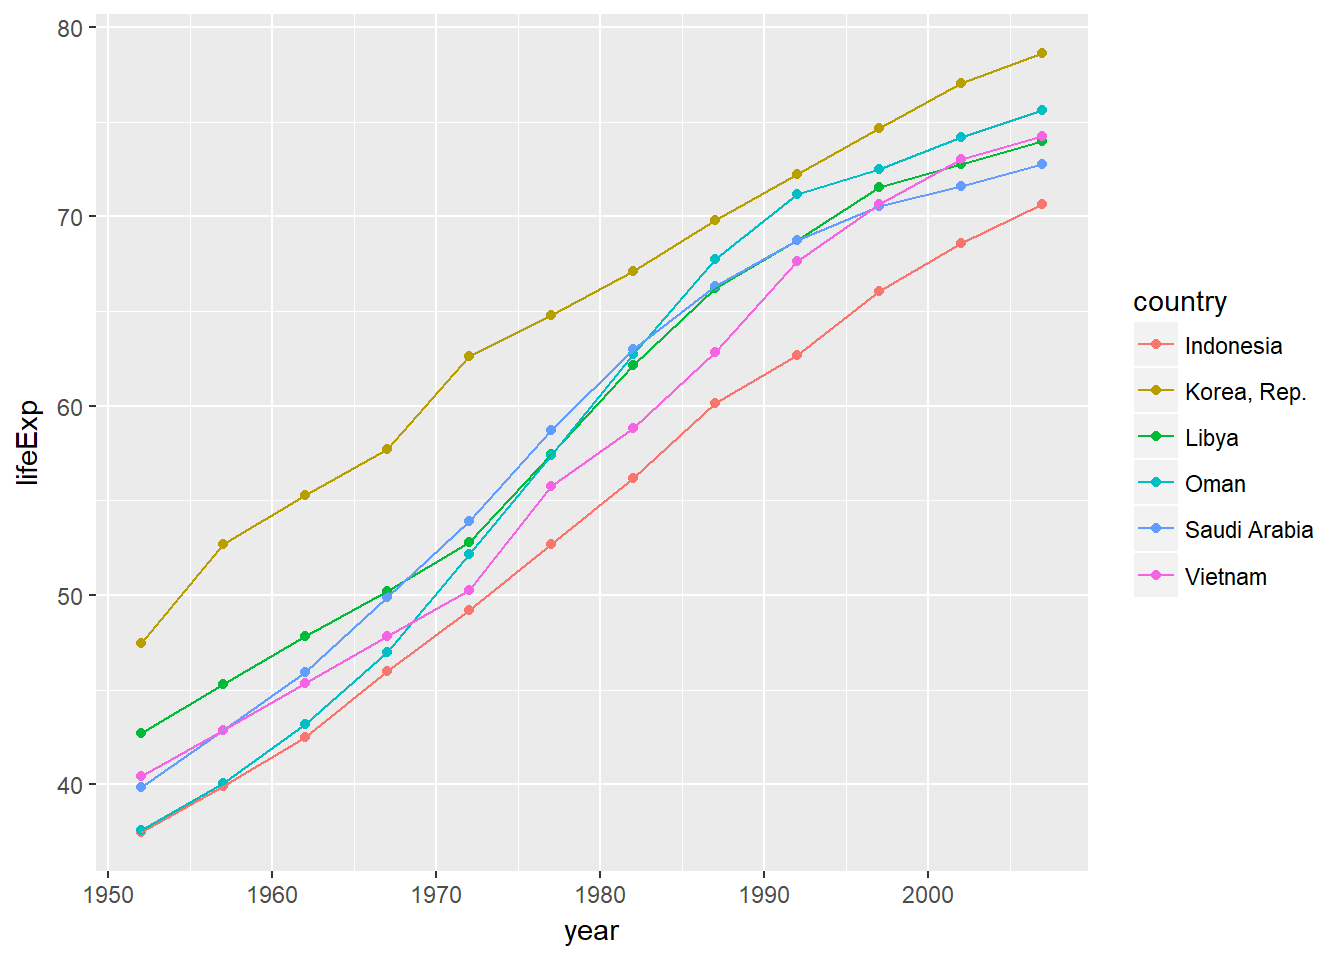 80
70
60
50
40
lifeExp
1950 1960 1970 1980 1990 2000
year
country
Indonesia
Korea, Rep.
Libya
Oman
Saudi Arabia
Vietnam